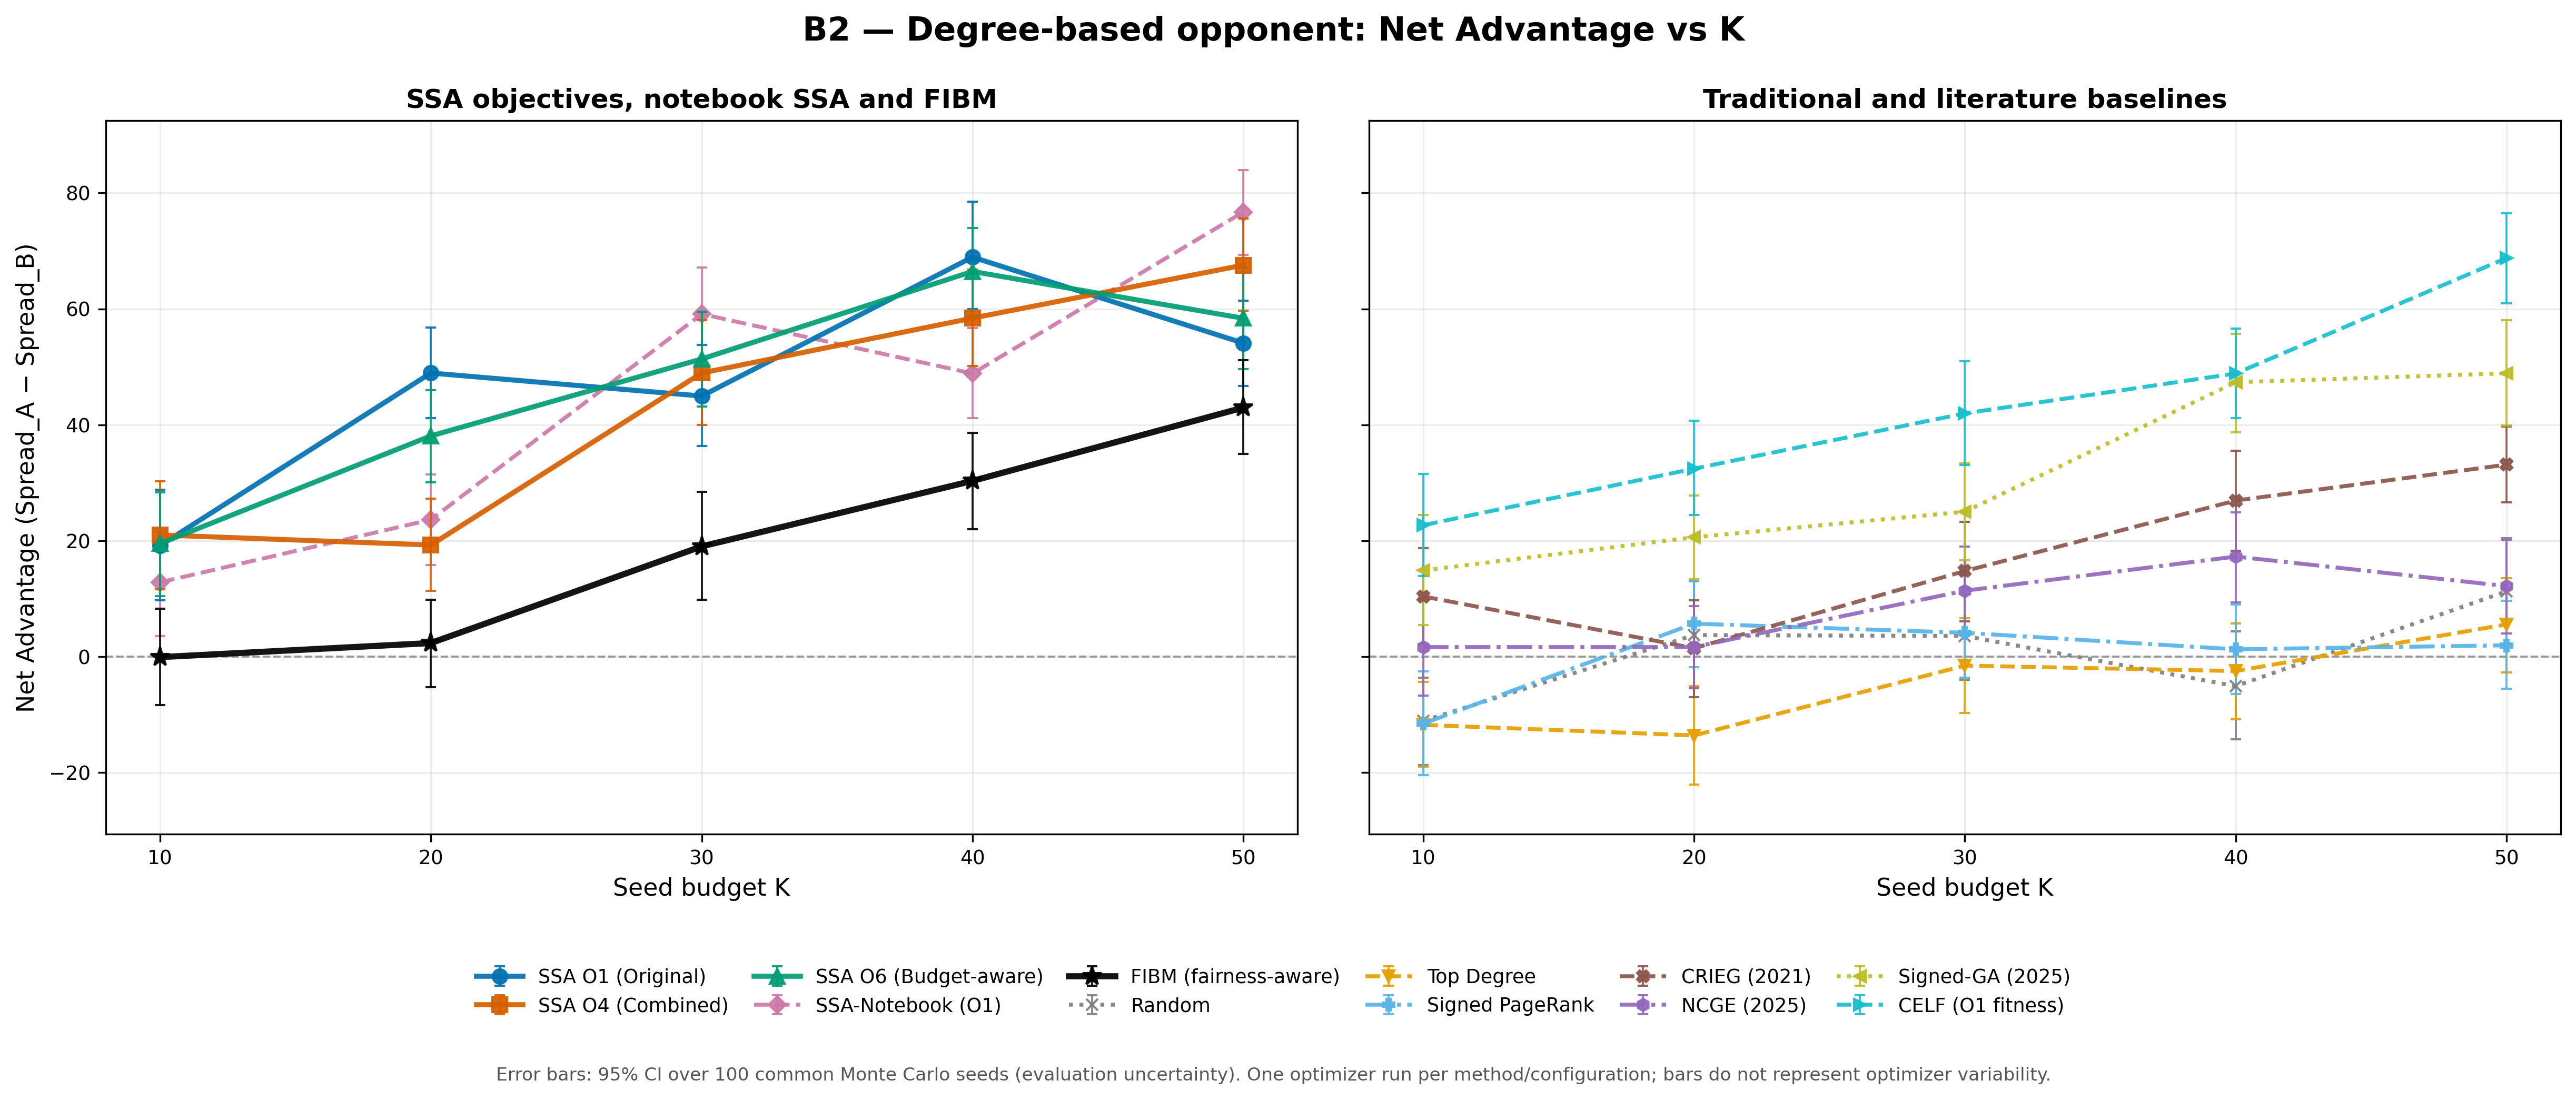 B2 — Degree-based opponent: Net Advantage vs K
SSA objectives, notebook SSA and FIBM
Traditional and literature baselines
Net Advantage (Spread_A − Spread_B)
80
60
40
20
0
−20
10
20
30
40
50
Seed budget K
10
20
30
40
50
Seed budget K
SSA O1 (Original)
SSA O4 (Combined)
SSA O6 (Budget-aware)
SSA-Notebook (O1)
FIBM (fairness-aware)
Random
Top Degree
Signed PageRank
CRIEG (2021)
NCGE (2025)
Signed-GA (2025)
CELF (O1 fitness)
Error bars: 95% CI over 100 common Monte Carlo seeds (evaluation uncertainty). One optimizer run per method/configuration; bars do not represent optimizer variability.